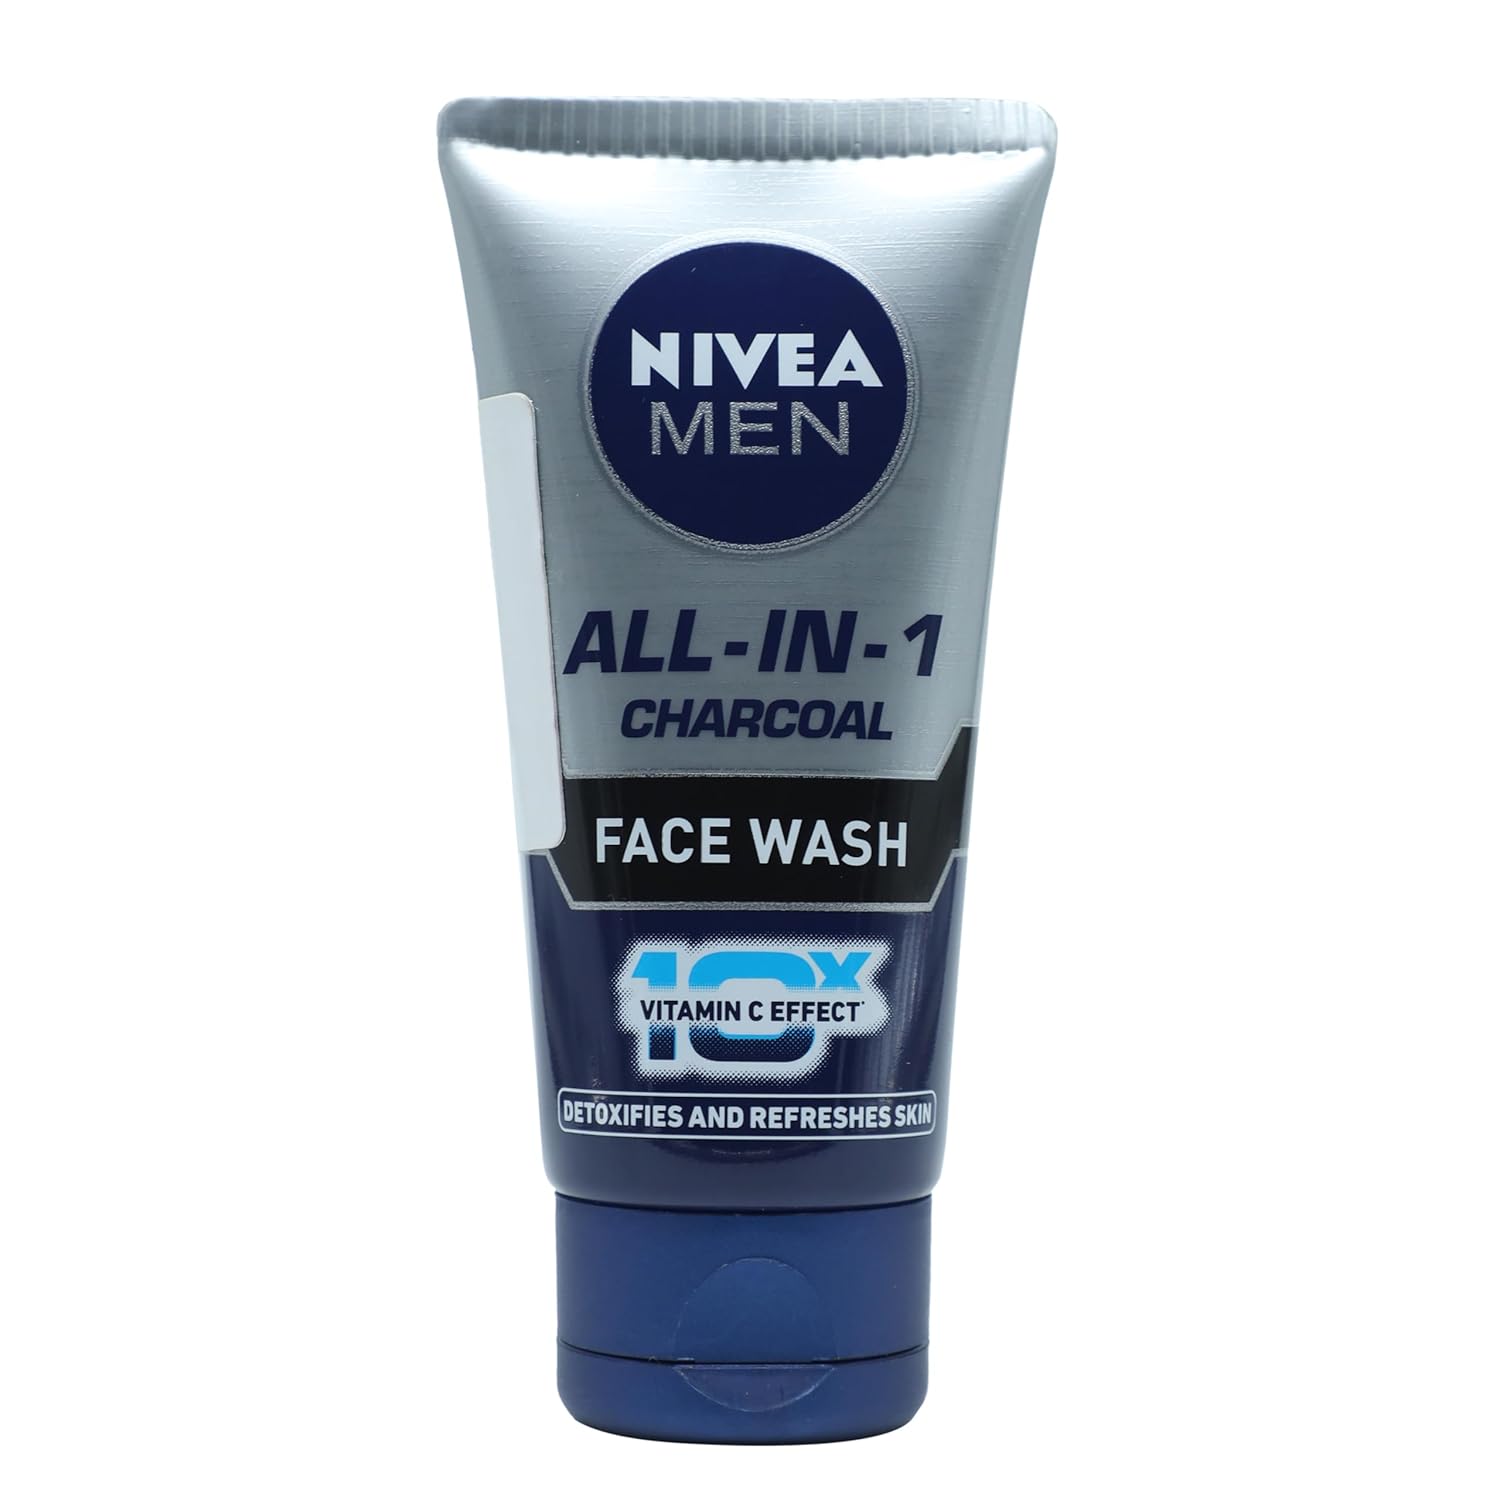 NIVEA
MEN
ALL-IN-1
CHARCOAL
FACE WASH
10X
VITAMIN C EFFECT*
DETOXIFIES AND REFRESHES SKIN